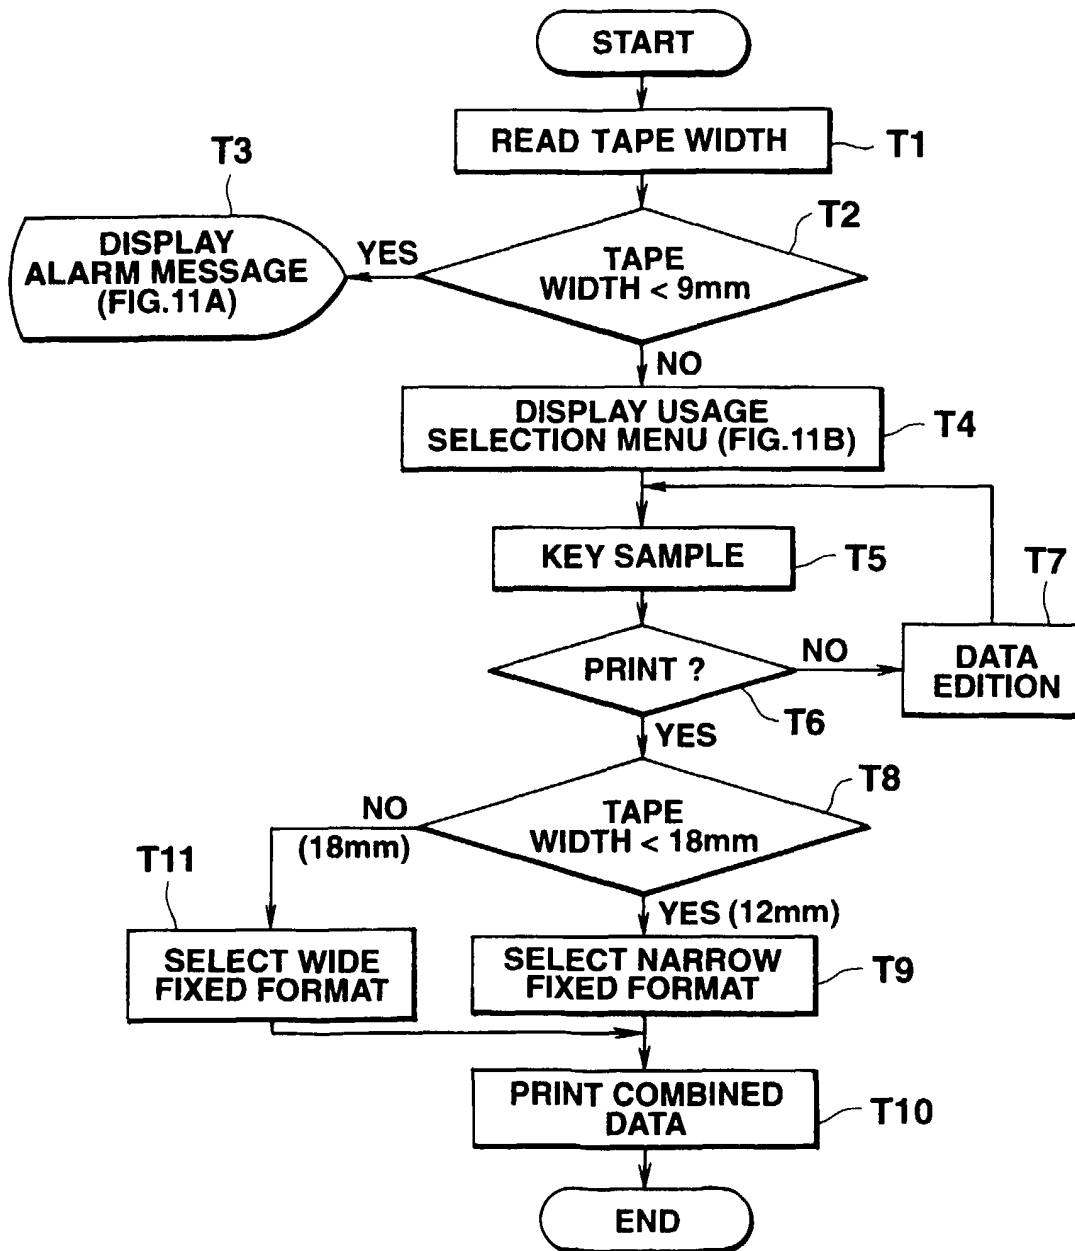 START
READ TAPE WIDTH
T1
T3
T2
DISPLAY
ALARM MESSAGE
(FIG.11A)
YES
TAPE
WIDTH < 9mm
NO
DISPLAY USAGE
SELECTION MENU (FIG.11B)
T4
KEY SAMPLE
T5
T7
PRINT ?
NO
DATA
EDITION
T6
YES
T8
NO
(18mm)
TAPE
WIDTH < 18mm
T11
YES (12mm)
SELECT WIDE
FIXED FORMAT
SELECT NARROW
FIXED FORMAT
T9
PRINT COMBINED
DATA
T10
END